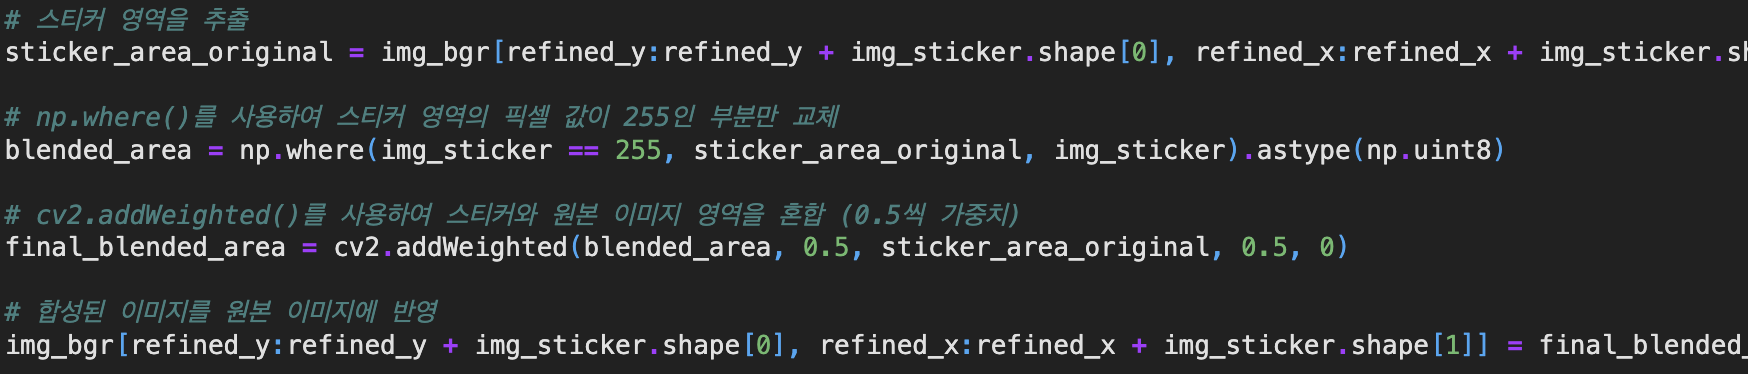 # 스티커 영역을 추출
sticker_area_original = img_bgr[refined_y:refined_y + img_sticker.shape[0], refined_x:refined_x + img_sticker.sh
# np.where()를 사용하여 스티커 영역의 픽셀 값이 255인 부분만 교체
blended_area = np.where(img_sticker == 255, sticker_area_original, img_sticker).astype(np.uint8)
# cv2.addWeighted()를 사용하여 스티커와 원본 이미지 영역을 혼합 (0.5씩 가중치)
final_blended_area = cv2.addWeighted(blended_area, 0.5, sticker_area_original, 0.5, 0)
# 합성된 이미지를 원본 이미지에 반영
img_bgr[refined_y:refined_y + img_sticker.shape[0], refined_x:refined_x + img_sticker.shape[1]] = final_blended_